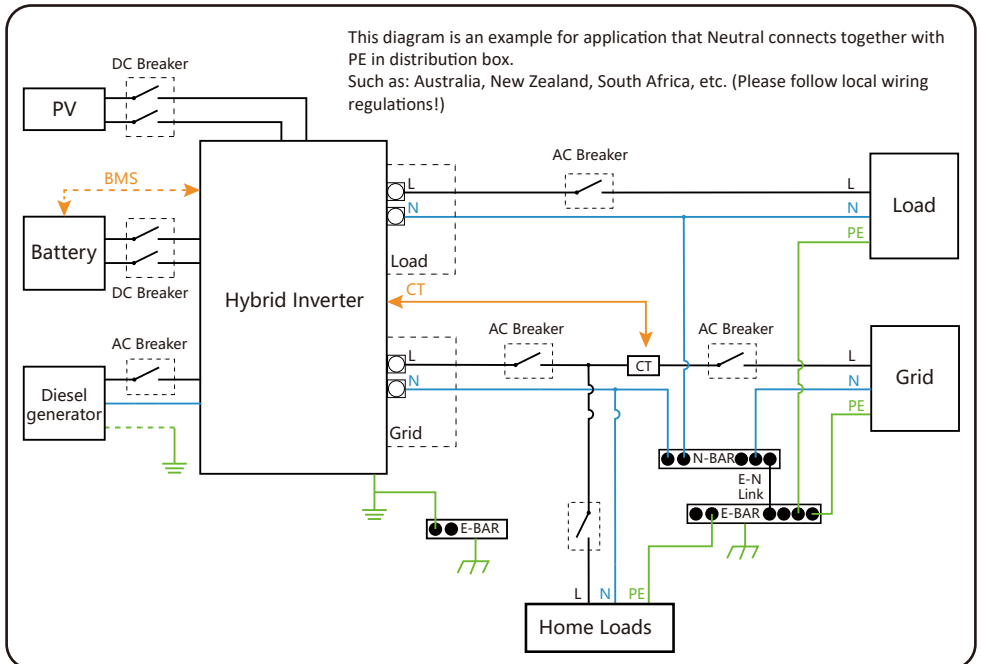 This diagram is an example for application that Neutral connects together with
PE in distribution box.
Such as: Australia, New Zealand, South Africa, etc. (Please follow local wiring
regulations!)
DC Breaker
PV
BMS
Battery
DC Breaker
AC Breaker
Diesel
generator
Hybrid Inverter
L
N
Load
CT
L
N
Grid
AC Breaker
L
N
PE
Load
AC Breaker
CT
AC Breaker
L
N
PE
Grid
N-BAR
E-N
Link
E-BAR
E-BAR
L
N
PE
Home Loads